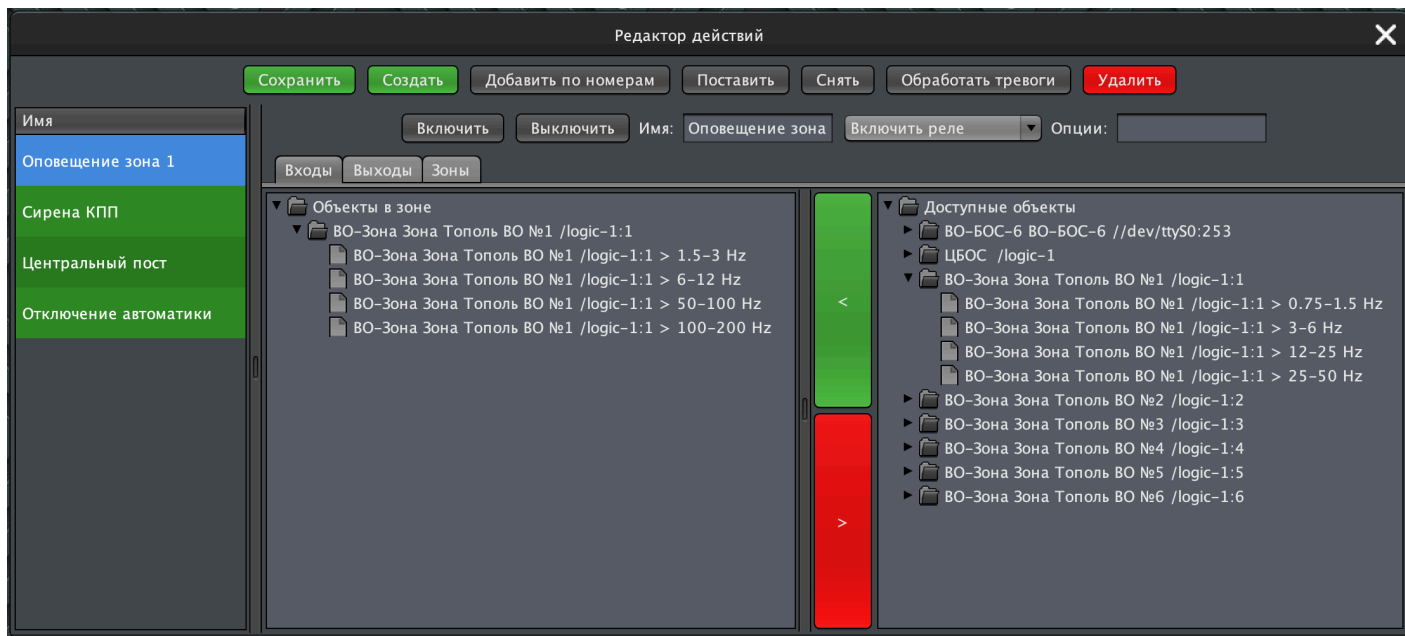 Редактор действий
Сохранить Создать Добавить по номерам Поставить Снять Обработать тревоги Удалить
Имя
Оповещение зона 1
Сирена КПП
Центральный пост
Отключение автоматики
Включить Выключить Имя: Оповещение зона Включить реле Опции:
Входы Выходы Зоны
Объекты в зоне
ВО-Зона Зона Тополь ВО №1 /logic-1:1
ВО-Зона Зона Тополь ВО №1 /logic-1:1 > 1.5-3 Hz
ВО-Зона Зона Тополь ВО №1 /logic-1:1 > 6-12 Hz
ВО-Зона Зона Тополь ВО №1 /logic-1:1 > 50-100 Hz
ВО-Зона Зона Тополь ВО №1 /logic-1:1 > 100-200 Hz
<
>
Доступные объекты
ВО-БОС-6 ВО-БОС-6 //dev/ttyS0:253
ЦБОС /logic-1
ВО-Зона Зона Тополь ВО №1 /logic-1:1
ВО-Зона Зона Тополь ВО №1 /logic-1:1 > 0.75-1.5 Hz
ВО-Зона Зона Тополь ВО №1 /logic-1:1 > 3-6 Hz
ВО-Зона Зона Тополь ВО №1 /logic-1:1 > 12-25 Hz
ВО-Зона Зона Тополь ВО №1 /logic-1:1 > 25-50 Hz
ВО-Зона Зона Тополь ВО №2 /logic-1:2
ВО-Зона Зона Тополь ВО №3 /logic-1:3
ВО-Зона Зона Тополь ВО №4 /logic-1:4
ВО-Зона Зона Тополь ВО №5 /logic-1:5
ВО-Зона Зона Тополь ВО №6 /logic-1:6